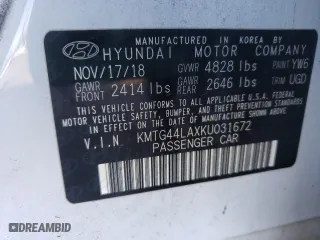 MANUFACTURED IN KOREA BY
HYUNDAI MOTOR COMPANY
NOV/17/18 GVWR 4828 lbs PAINT YW6
GAWR FRONT 2414 lbs GAWR REAR 2646 lbs TRIM UGD
THIS VEHICLE CONFORMS TO ALL APPLICABLE
U.S.A. FEDERAL MOTOR VEHICLE SAFETY, BUMPER,
AND THEFT PREVENTION STANDARDS IN EFFECT ON
THE DATE OF MANUFACTURE SHOWN ABOVE.
V.I.N. KMTG44LAXKU031672
PASSENGER CAR